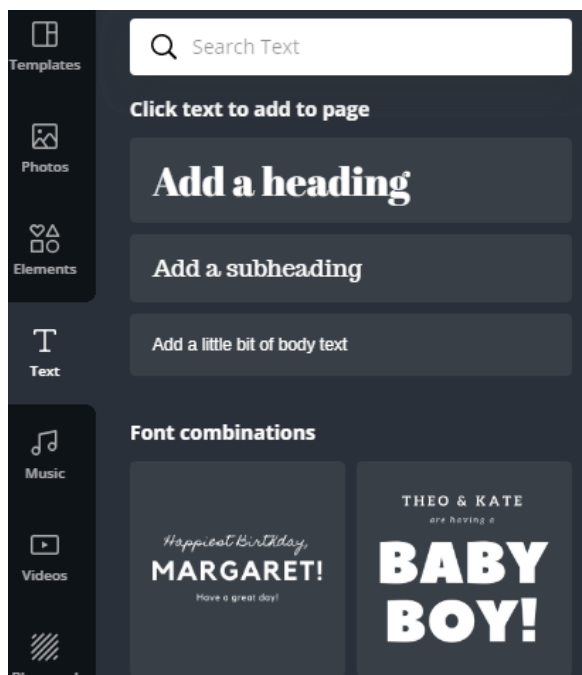 Templates
Photos
Elements
Text
Music
Videos
Search Text
Click text to add to page
Add a heading
Add a subheading
Add a little bit of body text
Font combinations
Happiest Birthday,
MARGARET!
Have a great day!
THEO & KATE
are having a
BABY
BOY!